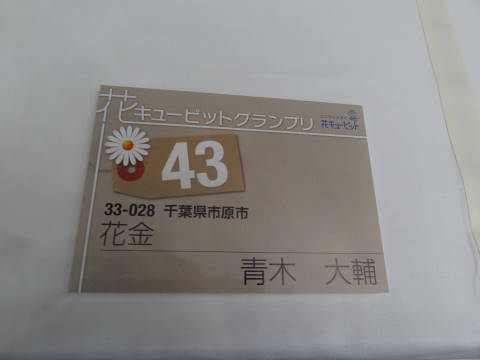 花キューピットグランプリ
花キューピット
43
33-028 千葉県市原市
花金
青木 大輔